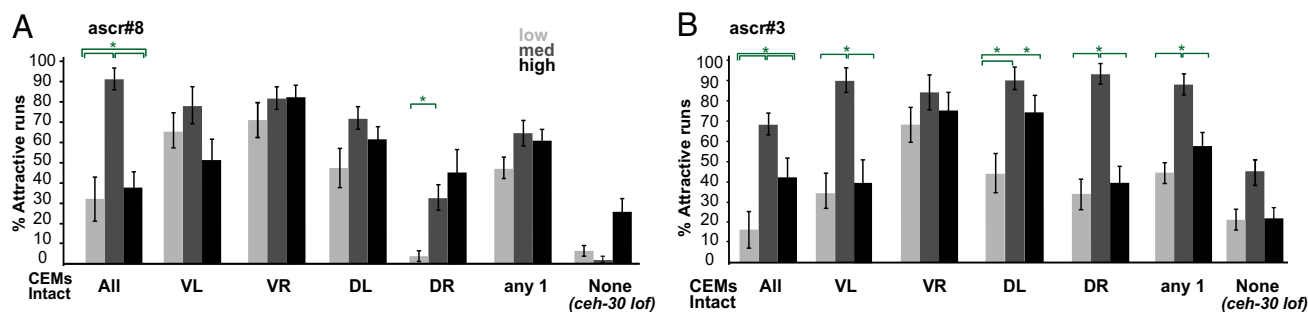 A
ascr#8
low
med
high
*
*
% Attractive runs
100
90
80
70
60
50
40
30
20
10
0
CEMs Intact
All
VL
VR
DL
DR
any 1
None
(ceh-30 lof)
B
ascr#3
*
*
*
*
*
*
% Attractive runs
100
90
80
70
60
50
40
30
20
10
0
CEMs Intact
All
VL
VR
DL
DR
any 1
None
(ceh-30 lof)